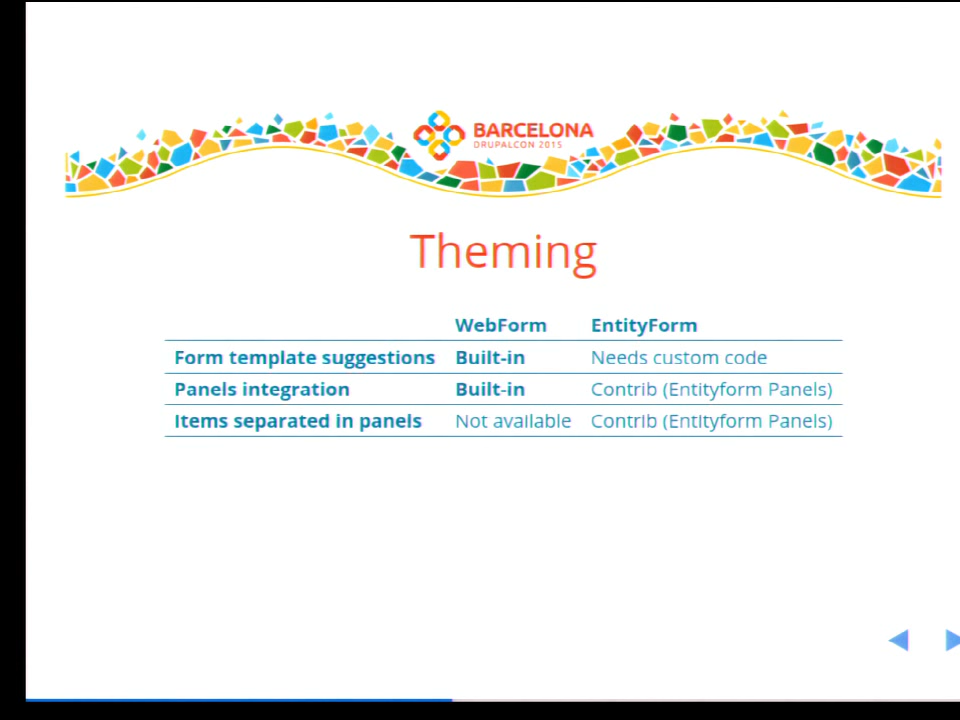 BARCELONA
DRUPALCON 2015
Theming
WebForm EntityForm
Form template suggestions Built-in Needs custom code
Panels integration Built-in Contrib (Entityform Panels)
Items separated in panels Not available Contrib (Entityform Panels)